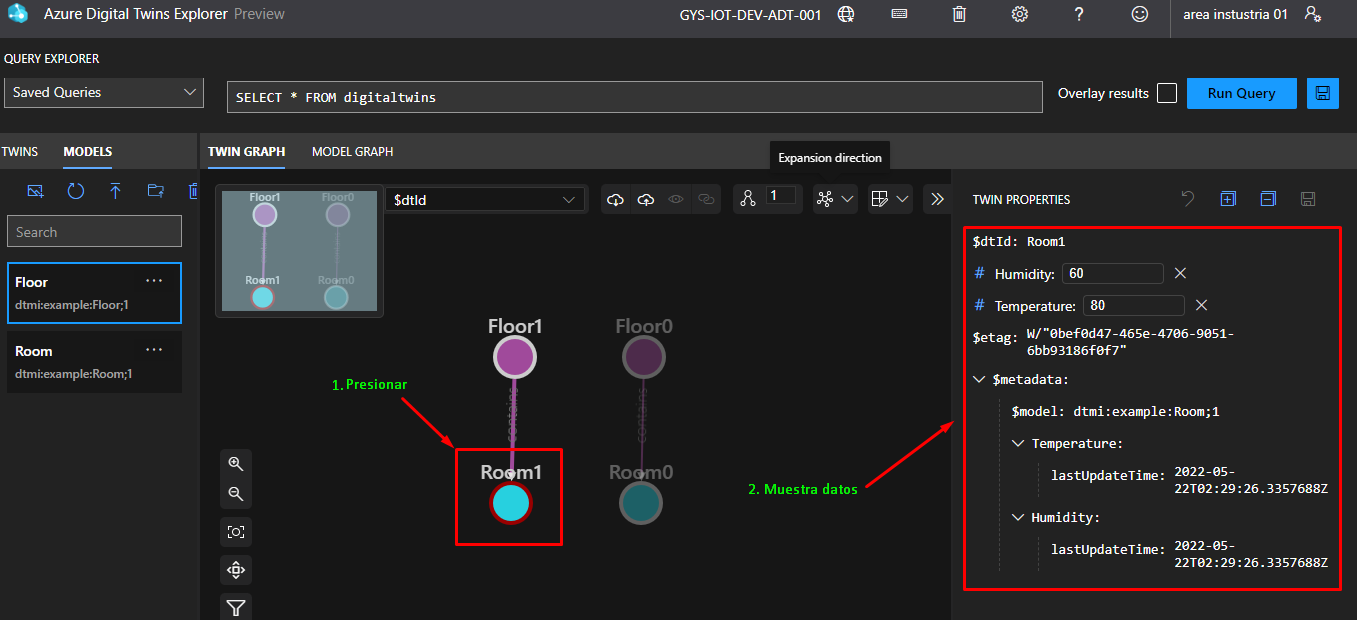 Azure Digital Twins Explorer Preview
GYS-IOT-DEV-ADT-001
area instustria 01
QUERY EXPLORER
Saved Queries
SELECT * FROM digitaltwins
Overlay results
Run Query
TWINS
MODELS
TWIN GRAPH
MODEL GRAPH
Expansion direction
Search
Floor
dtmi:example:Floor;1
Room
dtmi:example:Room;1
Floor1
Floor0
Room1
Room0
$dtId
1
Floor1
Floor0
contains
contains
1. Presionar
Room1
Room0
2. Muestra datos
TWIN PROPERTIES
$dtId: Room1
# Humidity: 60
# Temperature: 80
$etag: W/"0bef0d47-465e-4706-9051-
6bb93186f0f7"
$metadata:
$model: dtmi:example:Room;1
Temperature:
lastUpdateTime: 2022-05-
22T02:29:26.3357688Z
Humidity:
lastUpdateTime: 2022-05-
22T02:29:26.3357688Z